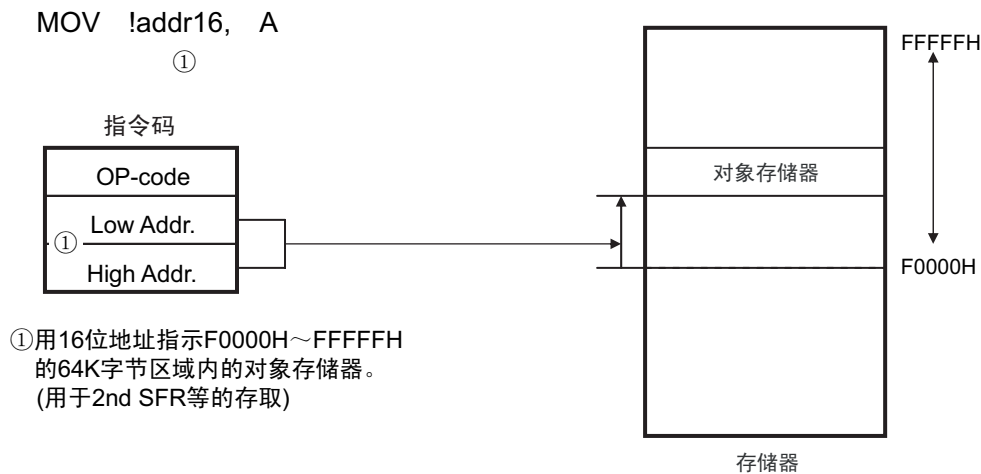 MOV !addr16, A
①
指令码
OP-code
Low Addr.
①
High Addr.
①用16位地址指示F0000H～FFFFFH
的64K字节区域内的对象存储器。
(用于2nd SFR等的存取)
FFFFFH
对象存储器
F0000H
存储器